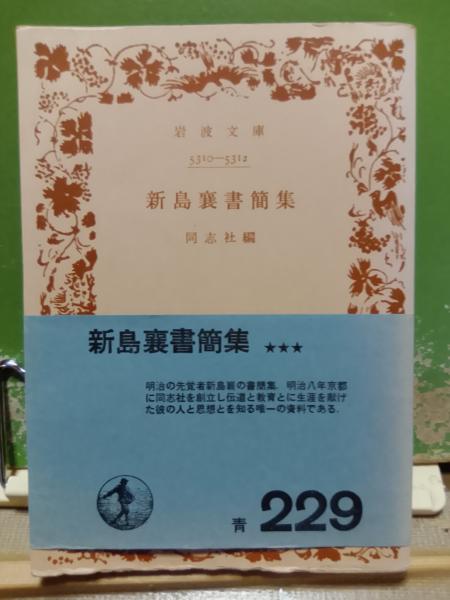 岩波文庫
5310—5312
新島襄書簡集
同志社編
新島襄書簡集 ★★★
明治の先覚者新島襄の書簡集。明治八年京都
に同志社を創立し伝道と教育とに生涯を献げ
た彼の人と思想とを知る唯一の資料である。
青 229